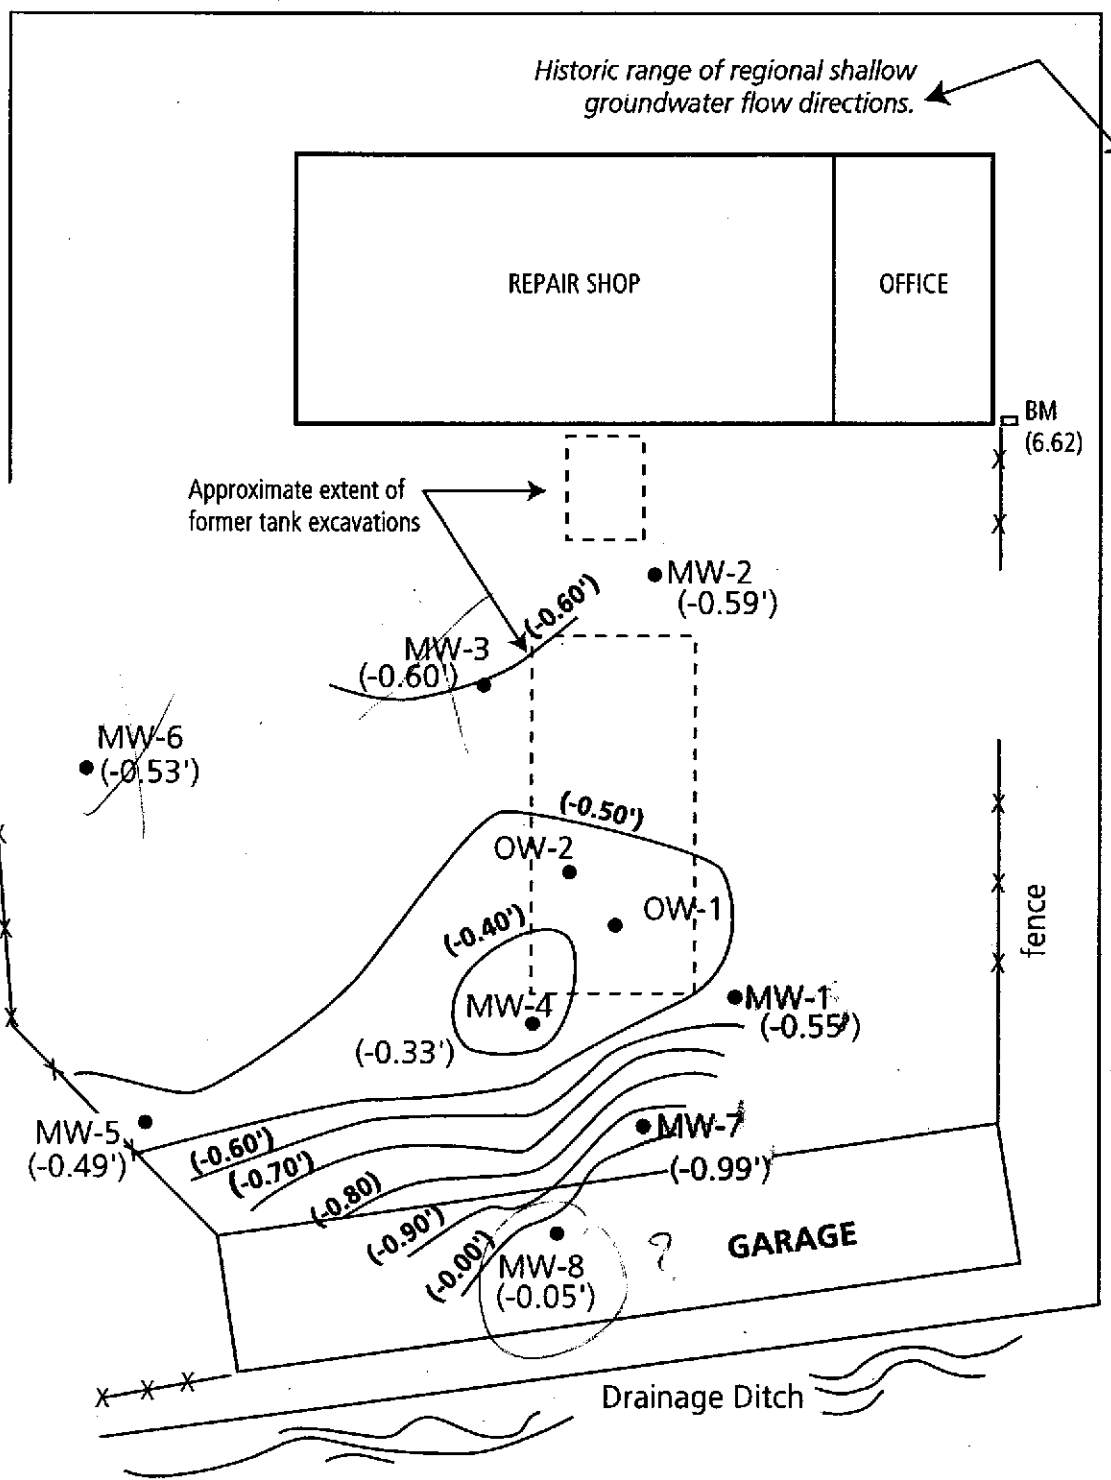 Historic range of regional shallow
groundwater flow directions.
REPAIR SHOP
OFFICE
BM
(6.62)
Approximate extent of
former tank excavations
MW-2
(-0.59')
(-0.60')
MW-3
(-0.60')
MW-6
(-0.53')
(-0.50')
OW-2
OW-1
(-0.40')
fence
MW-4
MW-1
(-0.55')
(-0.33')
MW-5
(-0.49')
MW-7
(-0.99')
(-0.60')
(-0.70')
(-0.80)
(-0.90')
(-0.00')
GARAGE
?
MW-8
(-0.05')
Drainage Ditch
X X X